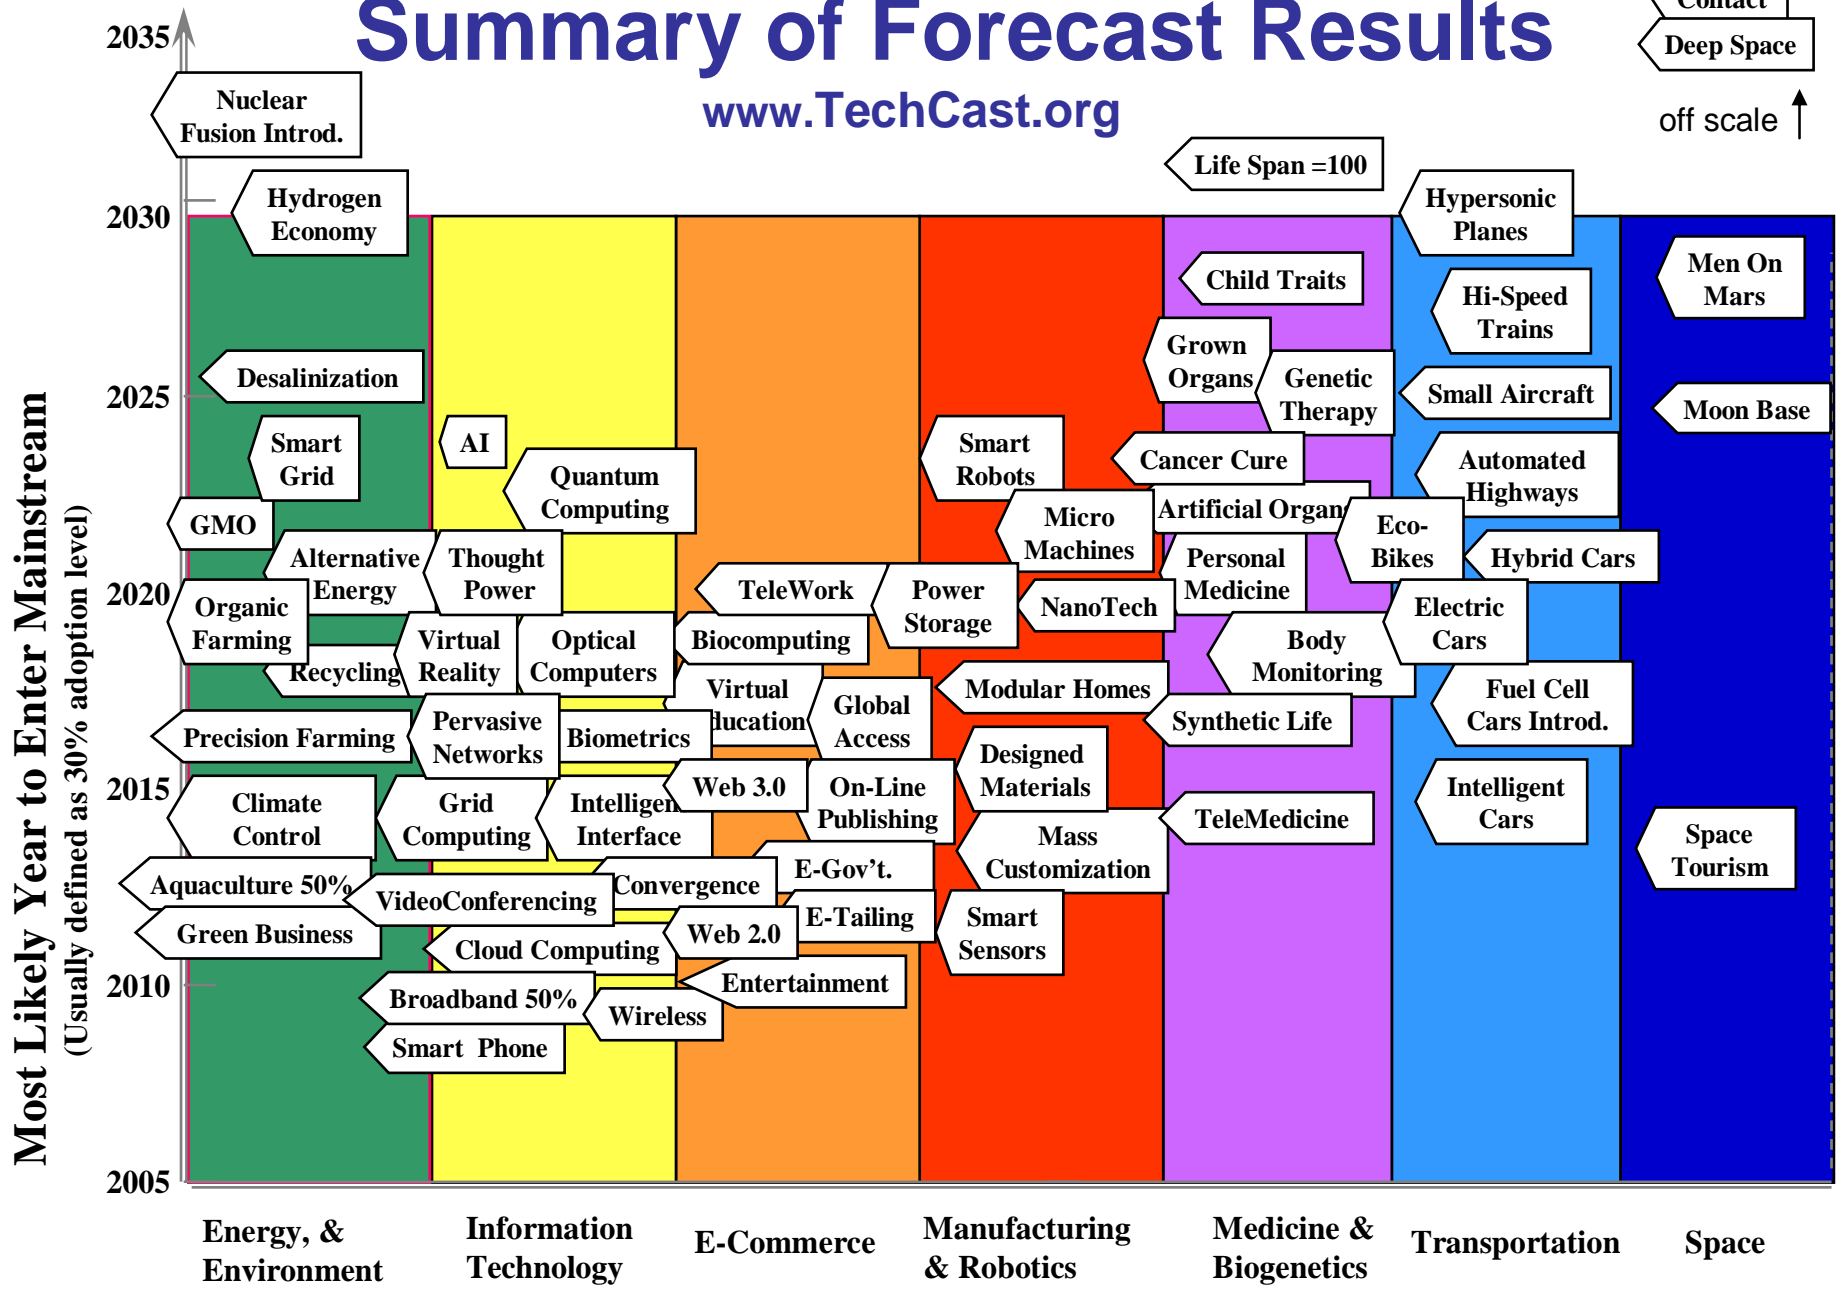 Summary of Forecast Results
www.TechCast.org
Contact
Deep Space
off scale
Most Likely Year to Enter Mainstream
(Usually defined as 30% adoption level)
2035
2030
2025
2020
2015
2010
2005
Nuclear
Fusion Introd.
Hydrogen
Economy
Desalinization
Smart
Grid
GMO
Alternative
Energy
Organic
Farming
Recycling
Precision Farming
Climate
Control
Aquaculture 50%
Green Business
AI
Quantum
Computing
Thought
Power
Virtual
Reality
Optical
Computers
Pervasive
Networks
Biometrics
Grid
Computing
Intelligen
Interface
Convergence
VideoConferencing
Cloud Computing
Broadband 50%
Wireless
Smart Phone
TeleWork
Biocomputing
Virtual
ducation
Global
Access
Web 3.0
On-Line
Publishing
E-Gov't.
E-Tailing
Web 2.0
Entertainment
Smart
Robots
Micro
Machines
Power
Storage
NanoTech
Modular Homes
Designed
Materials
Mass
Customization
Smart
Sensors
Life Span =100
Child Traits
Grown
Organs
Genetic
Therapy
Cancer Cure
Artificial Organs
Personal
Medicine
Body
Monitoring
Synthetic Life
TeleMedicine
Hypersonic
Planes
Hi-Speed
Trains
Small Aircraft
Automated
Highways
Eco-
Bikes
Hybrid Cars
Electric
Cars
Fuel Cell
Cars Introd.
Intelligent
Cars
Men On
Mars
Moon Base
Space
Tourism
Energy, &
Environment
Information
Technology
E-Commerce
Manufacturing
& Robotics
Medicine &
Biogenetics
Transportation
Space